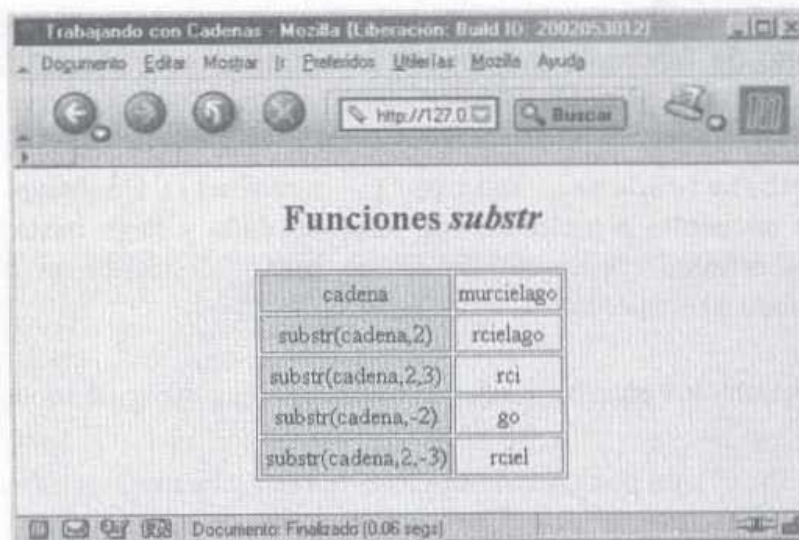 Trabajando con Cadenas - Mozilla {Liberación: Build ID: 2002053012}
Documento Editar Mostrar Ir Preferidos Utilerías Mozilla Ayuda
http://127.0. Buscar
Funciones substr
cadena murcielago
substr(cadena,2) rcielago
substr(cadena,2,3) rci
substr(cadena,-2) go
substr(cadena,2,-3) rciel
Documento: Finalizado (0.06 segs)